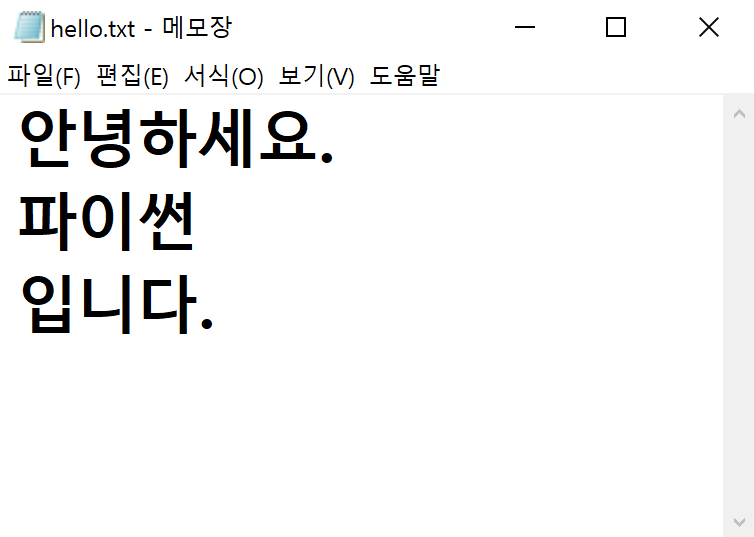 hello.txt - 메모장
파일(F) 편집(E) 서식(O) 보기(V) 도움말
안녕하세요.
파이썬
입니다.